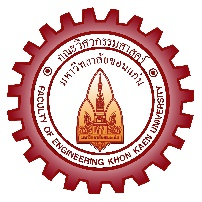 คณะวิศวกรรมศาสตร์
มหาวิทยาลัยขอนแก่น
FACULTY OF ENGINEERING KHON KAEN UNIVERSITY